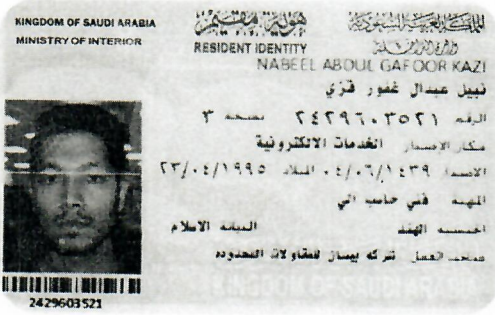 KINGDOM OF SAUDI ARABIA
MINISTRY OF INTERIOR
المملكة العربية السعودية
وزارة الداخلية
هوية مقيم
RESIDENT IDENTITY
NABEEL ABDUL GAFOOR KAZI
نبيل عبدال غفور قزي
الرقم ٢٤٢٩٦٠٣٥٢١ نسخة ٣
مكان الإصدار الخدمات الالكترونية
الاصدار ٠٤/٠٦/١٤٣٩ الميلاد ٢٣/٠٤/١٩٩٥
المهنة فني حاسب الي
الجنسية الهند الديانة الاسلام
صاحب العمل شركة بيسان للمقاولات المحدوده
2429603521
KINGDOM OF SAUDI ARABIA